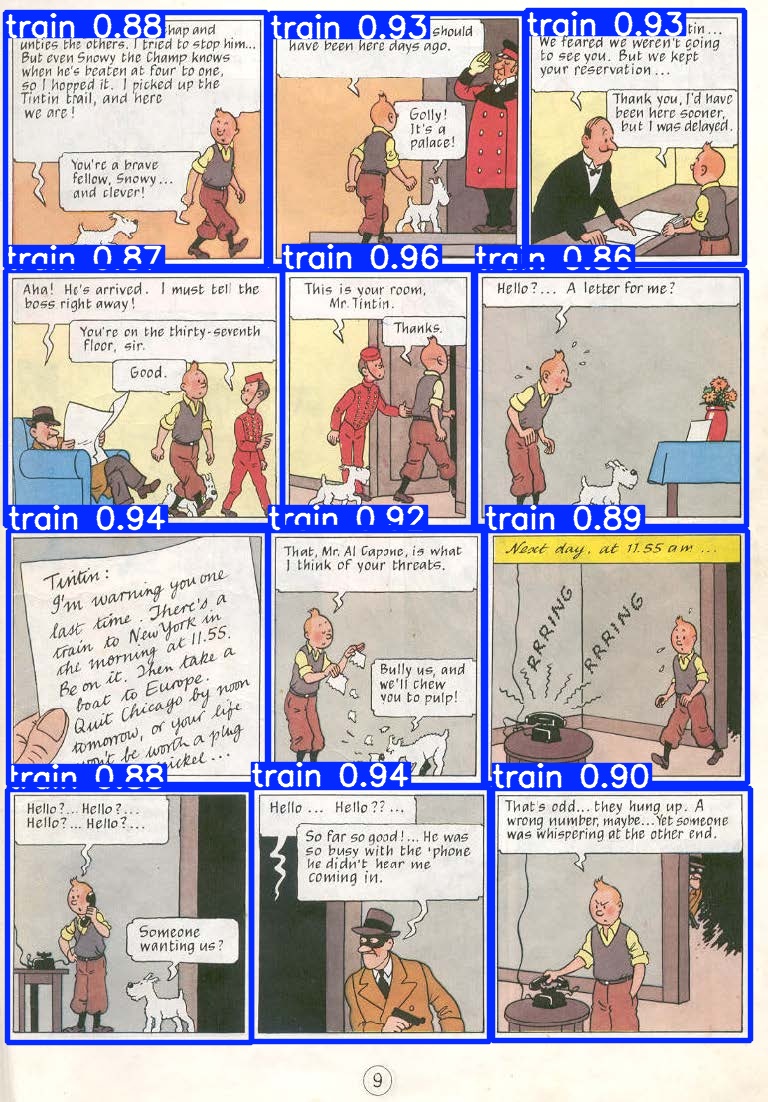 train 0.88
hap and
unties the others. I tried to stop him...
But even Snowy the Champ knows
when he's beaten at four to one,
so I hopped it. I picked up the
Tintin trail, and here
we are!
You're a brave
fellow, Snowy...
and clever!
train 0.93
should
have been here days ago.
Golly!
It's a
palace!
train 0.93
tin...
We feared we weren't going
to see you. But we kept
your reservation...
Thank you, I'd have
been here sooner,
but I was delayed.
train 0.87
Aha! He's arrived. I must tell the
boss right away!
You're on the thirty-seventh
floor, sir.
Good.
train 0.96
This is your room,
Mr. Tintin.
Thanks.
train 0.86
Hello?... A letter for me?
train 0.94
Tintin:
I'm warning you one
last time. There's a
train to New York in
the morning at 11.55.
Be on it. Then take a
boat to Europe.
Quit Chicago by noon
tomorrow, or your life
won't be worth a plug
nickel...
train 0.92
That, Mr. Al Capone, is what
I think of your threats.
Bully us, and
we'll chew
you to pulp!
train 0.89
Next day, at 11.55 am...
RRRING
RRRING
train 0.88
Hello?... Hello?...
Hello?... Hello?...
Someone
wanting us?
train 0.94
Hello... Hello??...
So far so good!... He was
so busy with the 'phone
he didn't hear me
coming in.
train 0.90
That's odd... they hung up. A
wrong number, maybe... Yet someone
was whispering at the other end.
9